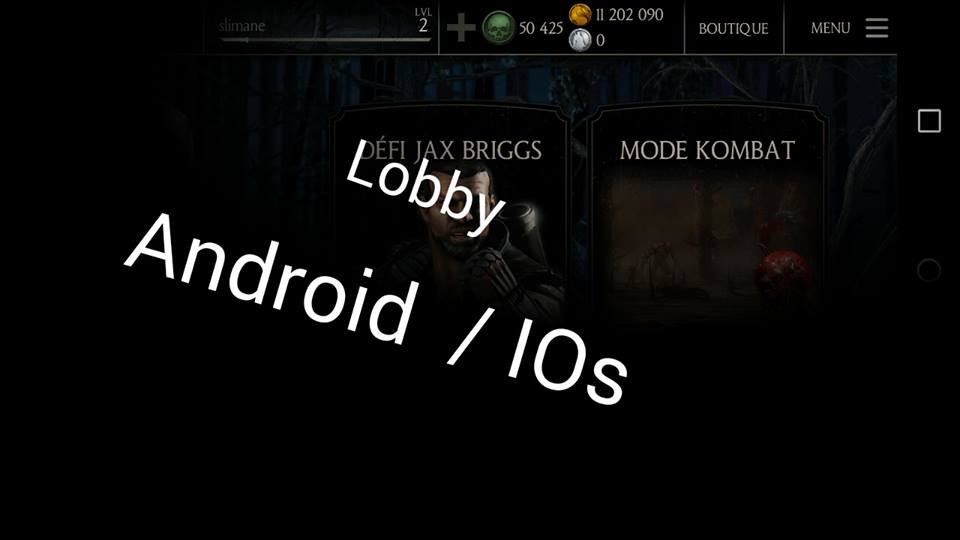 slimane
LVL
2
50 425
11 202 090
0
BOUTIQUE
MENU
DÉFI JAX BRIGGS
MODE KOMBAT
Lobby
Android / IOs